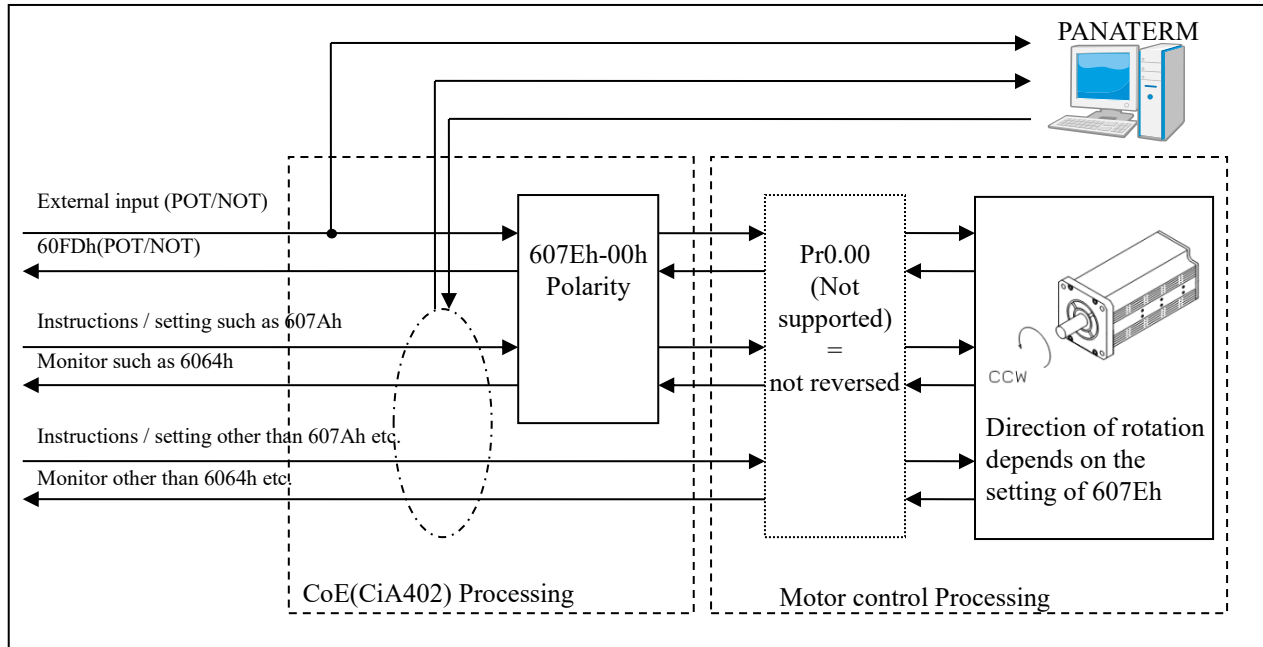 PANATERM
External input (POT/NOT)
60FDh(POT/NOT)
Instructions / setting such as 607Ah
Monitor such as 6064h
Instructions / setting other than 607Ah etc.
Monitor other than 6064h etc.
607Eh-00h
Polarity
Pr0.00
(Not
supported)
=
not reversed
CCW
Direction of rotation
depends on the
setting of 607Eh
CoE(CiA402) Processing
Motor control Processing